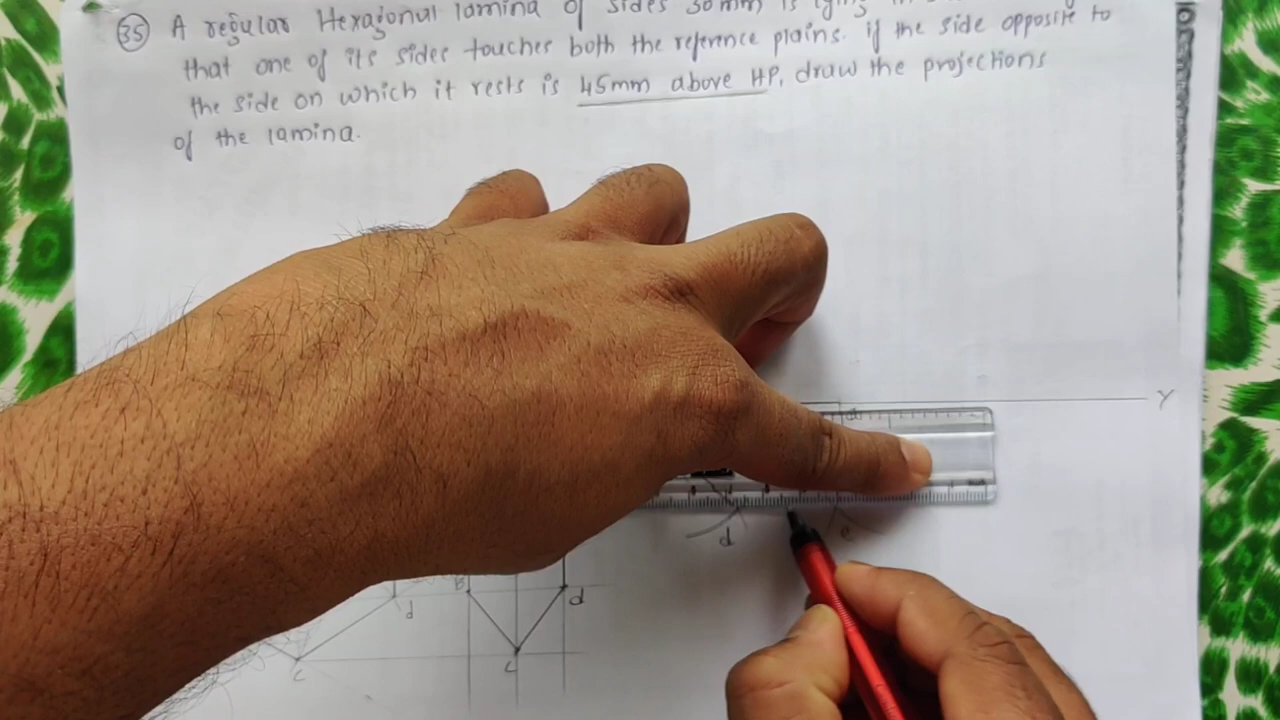 35 A regular Hexagonal lamina of sides 30mm is lying in
that one of its sides touches both the reference plains. if the side opposite to
the side on which it rests is 45mm above HP, draw the projections
of the lamina.
Y
d e
B d
d
c c